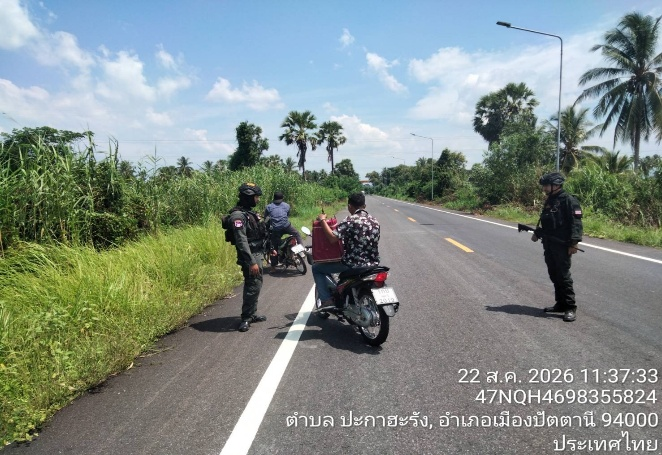 22 ส.ค. 2026 11:37:33
47NQH4698355824
ตำบล ปะกาฮะรัง, อำเภอเมืองปัตตานี 94000
ประเทศไทย